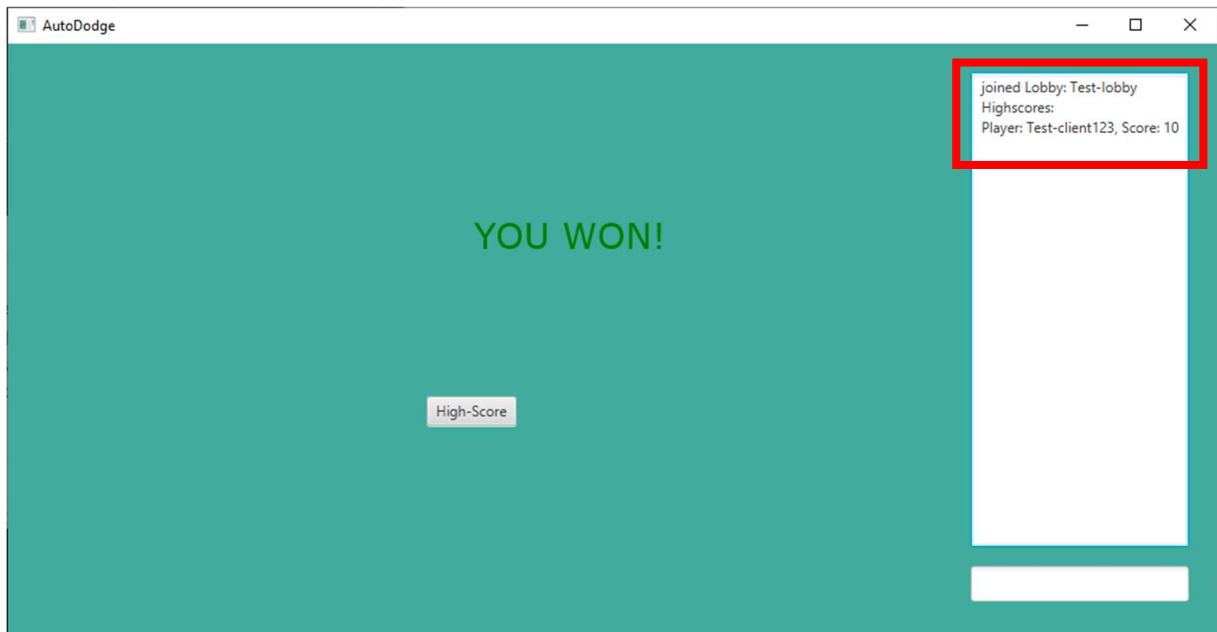 AutoDodge
joined Lobby: Test-lobby
Highscores:
Player: Test-client123, Score: 10
YOU WON!
High-Score